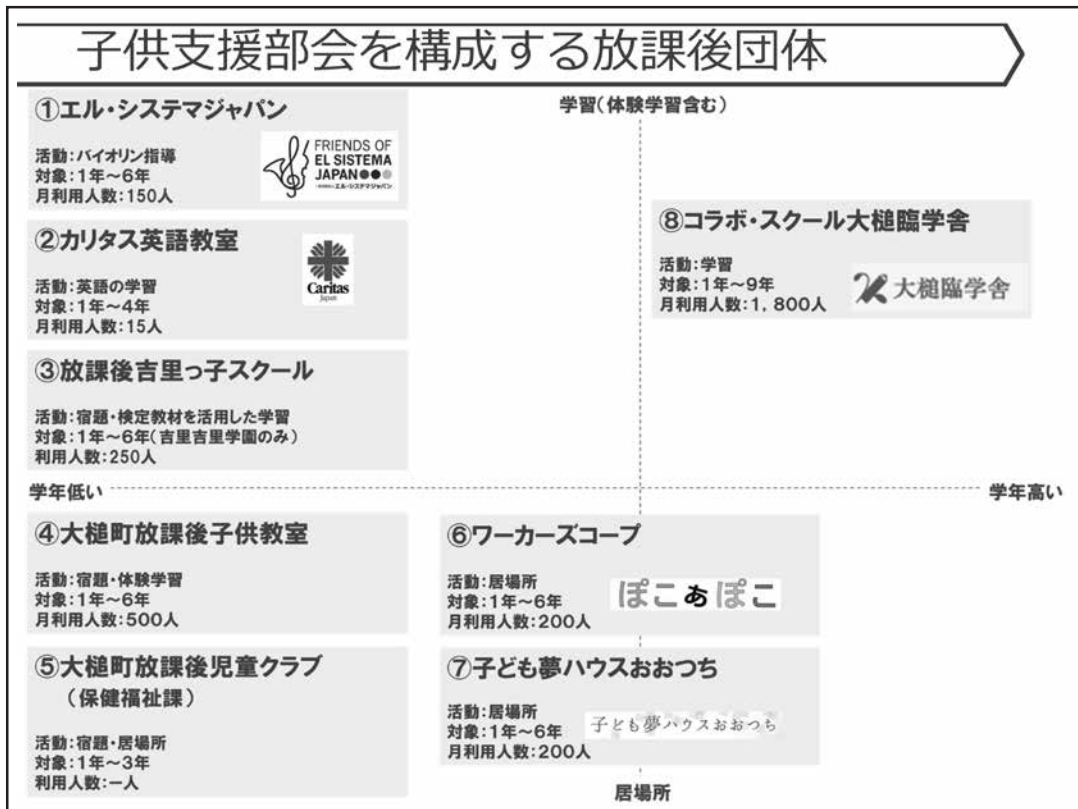 子供支援部会を構成する放課後団体
学習(体験学習含む)
①エル・システマジャパン
活動:バイオリン指導
対象:1年～6年
月利用人数:150人
FRIENDS OF
EL SISTEMA
JAPAN
エル・システマジャパン
②カリタス英語教室
活動:英語の学習
対象:1年～4年
月利用人数:15人
Caritas
Japan
⑧コラボ・スクール大槌臨学舎
活動:学習
対象:1年～9年
月利用人数:1,800人
大槌臨学舎
③放課後吉里っ子スクール
活動:宿題・検定教材を活用した学習
対象:1年～6年(吉里吉里学園のみ)
利用人数:250人
学年低い
学年高い
④大槌町放課後子供教室
活動:宿題・体験学習
対象:1年～6年
月利用人数:500人
⑥ワーカーズコープ
活動:居場所
対象:1年～6年
月利用人数:200人
ぽこぁぽこ
⑤大槌町放課後児童クラブ
(保健福祉課)
活動:宿題・居場所
対象:1年～3年
利用人数:ー人
⑦子ども夢ハウスおおつち
活動:居場所
対象:1年～6年
月利用人数:200人
子ども夢ハウスおおつち
居場所